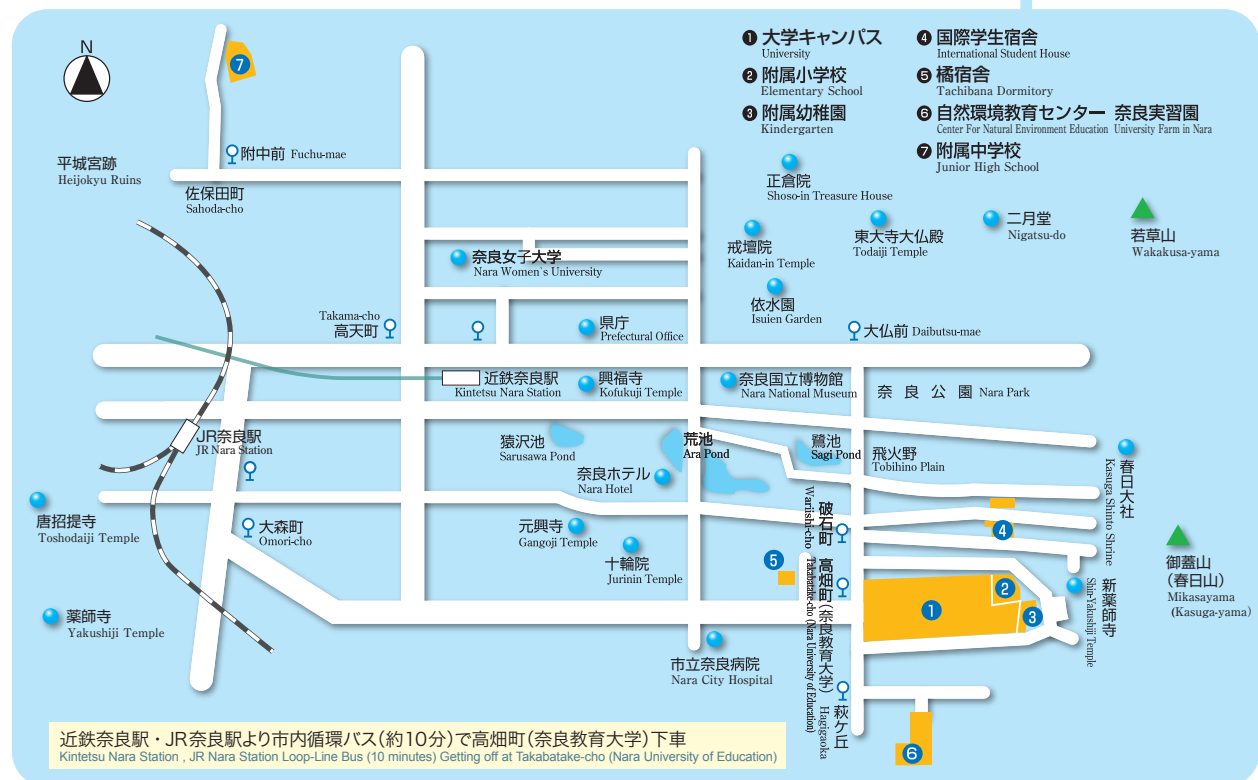 N
❶ 大学キャンパス
University
❷ 附属小学校
Elementary School
❸ 附属幼稚園
Kindergarten
❹ 国際学生宿舎
International Student House
❺ 橘宿舎
Tachibana Dormitory
❻ 自然環境教育センター 奈良実習園
Center For Natural Environment Education University Farm in Nara
❼ 附属中学校
Junior High School
7
附中前 Fuchu-mae
平城宮跡
Heijokyu Ruins
佐保田町
Sahoda-cho
正倉院
Shoso-in Treasure House
戒壇院
Kaidan-in Temple
東大寺大仏殿
Todaiji Temple
二月堂
Nigatsu-do
若草山
Wakakusa-yama
奈良女子大学
Nara Women`s University
依水園
Isuien Garden
Takama-cho
高天町
県庁
Prefectural Office
大仏前 Daibutsu-mae
近鉄奈良駅
Kintetsu Nara Station
興福寺
Kofukuji Temple
奈良国立博物館
Nara National Museum
奈良公園 Nara Park
JR奈良駅
JR Nara Station
猿沢池
Sarusawa Pond
荒池
Ara Pond
鷺池
Sagi Pond
飛火野
Tobihino Plain
奈良ホテル
Nara Hotel
春日大社
Kasuga Shinto Shrine
唐招提寺
Toshodaiji Temple
大森町
Omori-cho
元興寺
Gangoji Temple
十輪院
Jurinin Temple
破石町
Wariishi-cho
4
御蓋山
(春日山)
Mikasayama
(Kasuga-yama)
5
高畑町(奈良教育大学)
Takabatake-cho (Nara University of Education)
1
2
3
新薬師寺
Shin-Yakushiji Temple
薬師寺
Yakushiji Temple
市立奈良病院
Nara City Hospital
萩ケ丘
Hagigaoka
6
近鉄奈良駅・JR奈良駅より市内循環バス(約10分)で高畑町(奈良教育大学)下車
Kintetsu Nara Station , JR Nara Station Loop-Line Bus (10 minutes) Getting off at Takabatake-cho (Nara University of Education)